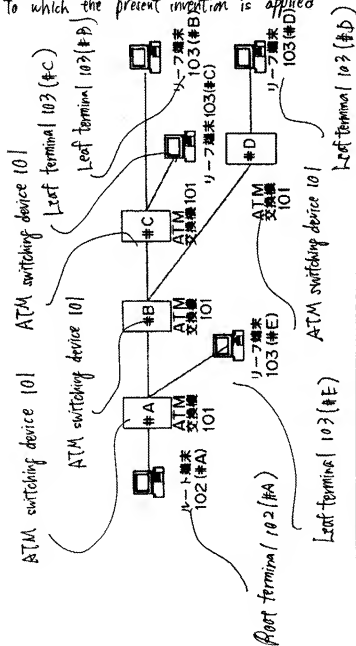 To which the present invention is applied
ATM switching device 101
ATM switching device 101
ATM switching device 101
Leaf terminal 103 (#C)
Leaf terminal 103 (#B)
リーフ端末
103(#B)
リーフ端末
103(#D)
Leaf terminal 103 (#D)
リーフ端末 103(#C)
#C
ATM
交換機
101
#D
ATM
交換機
101
ATM switching device 101
#B
ATM
交換機
101
#A
ATM
交換機
101
リーフ端末
103(#E)
Leaf terminal 103 (#E)
ルート端末
102(#A)
Root terminal 102 (#A)